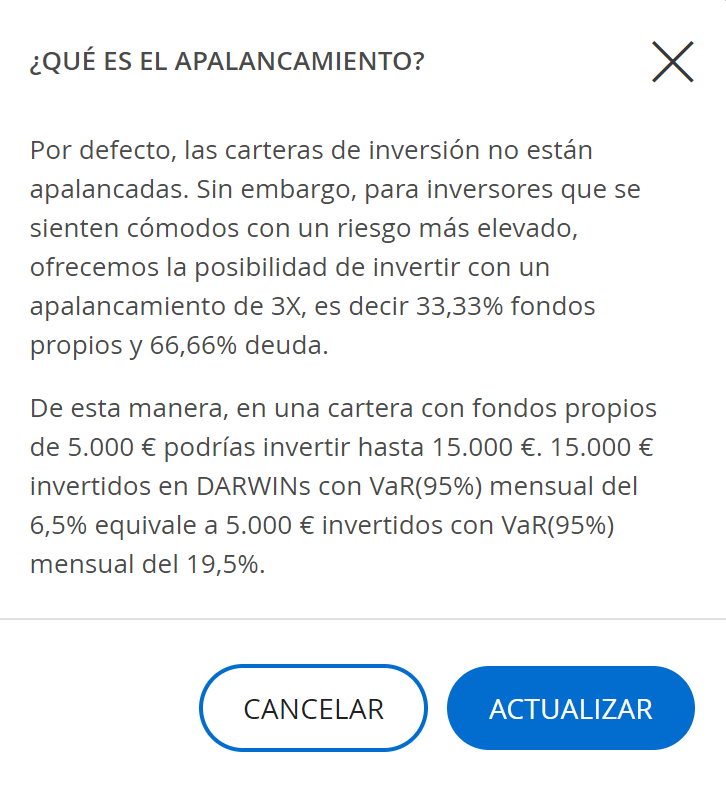 ¿QUÉ ES EL APALANCAMIENTO?
Por defecto, las carteras de inversión no están
apalancadas. Sin embargo, para inversores que se
sienten cómodos con un riesgo más elevado,
ofrecemos la posibilidad de invertir con un
apalancamiento de 3X, es decir 33,33% fondos
propios y 66,66% deuda.
De esta manera, en una cartera con fondos propios
de 5.000 € podrías invertir hasta 15.000 €. 15.000 €
invertidos en DARWINs con VaR(95%) mensual del
6,5% equivale a 5.000 € invertidos con VaR(95%)
mensual del 19,5%.
CANCELAR
ACTUALIZAR